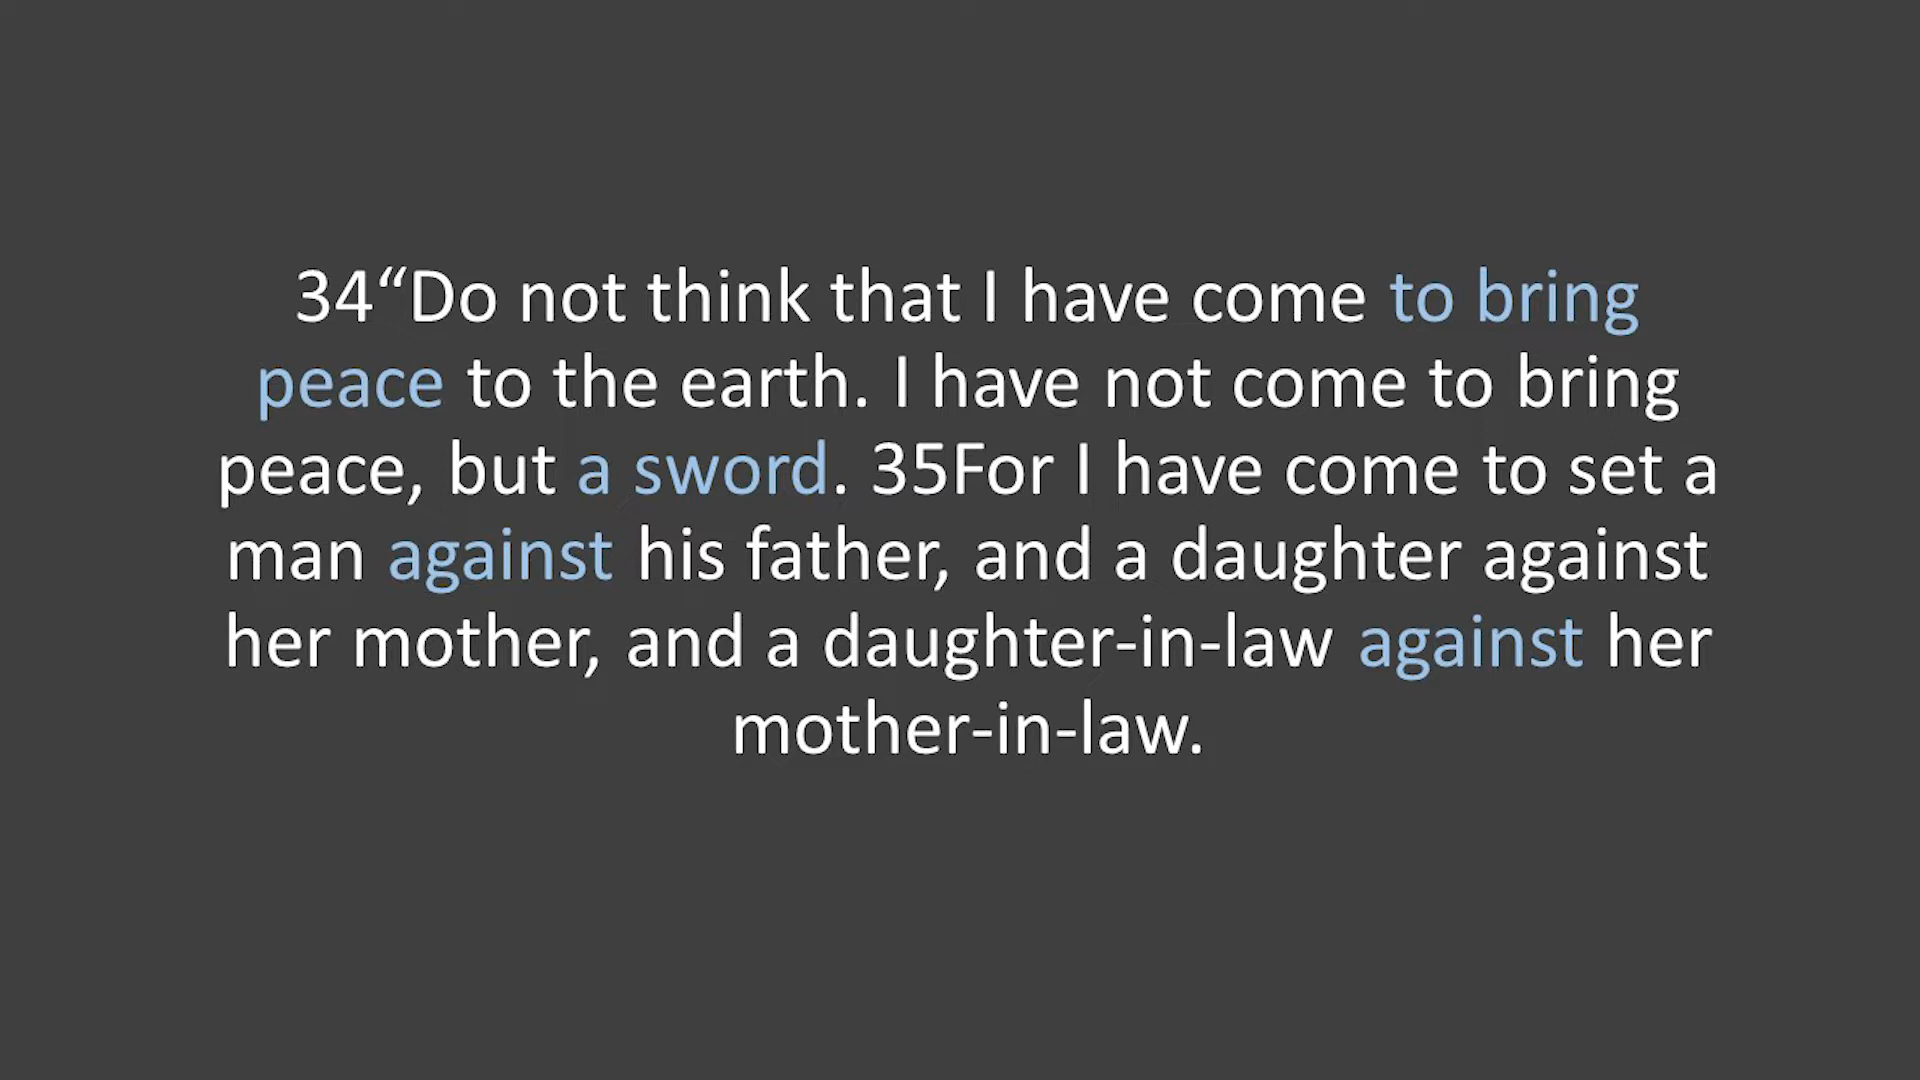 34“Do not think that I have come to bring
peace to the earth. I have not come to bring
peace, but a sword. 35For I have come to set a
man against his father, and a daughter against
her mother, and a daughter-in-law against her
mother-in-law.